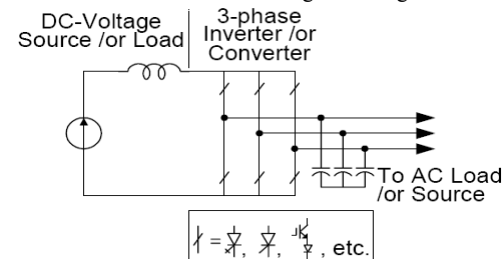 DC-Voltage
Source /or Load
3-phase
Inverter /or
Converter
To AC Load
/or Source
= , , , etc.